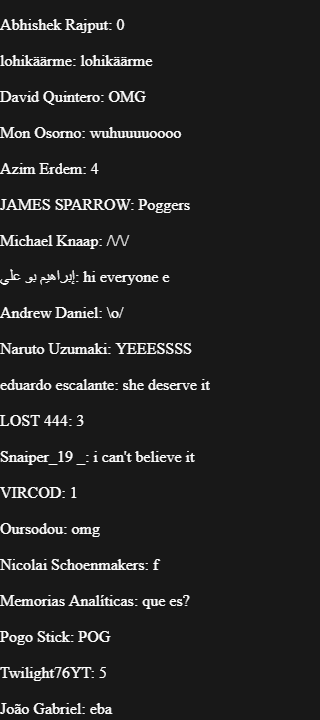 Abhishek Rajput: 0
lohikäärme: lohikäärme
David Quintero: OMG
Mon Osorno: wuhuuuuoooo
Azim Erdem: 4
JAMES SPARROW: Poggers
Michael Knaap: /\/\/
إبراهيم بو علي: hi everyone e
Andrew Daniel: \o/
Naruto Uzumaki: YEEESSSS
eduardo escalante: she deserve it
LOST 444: 3
Snaiper_19 _: i can't believe it
VIRCOD: 1
Oursodou: omg
Nicolai Schoenmakers: f
Memorias Analíticas: que es?
Pogo Stick: POG
Twilight76YT: 5
João Gabriel: eba